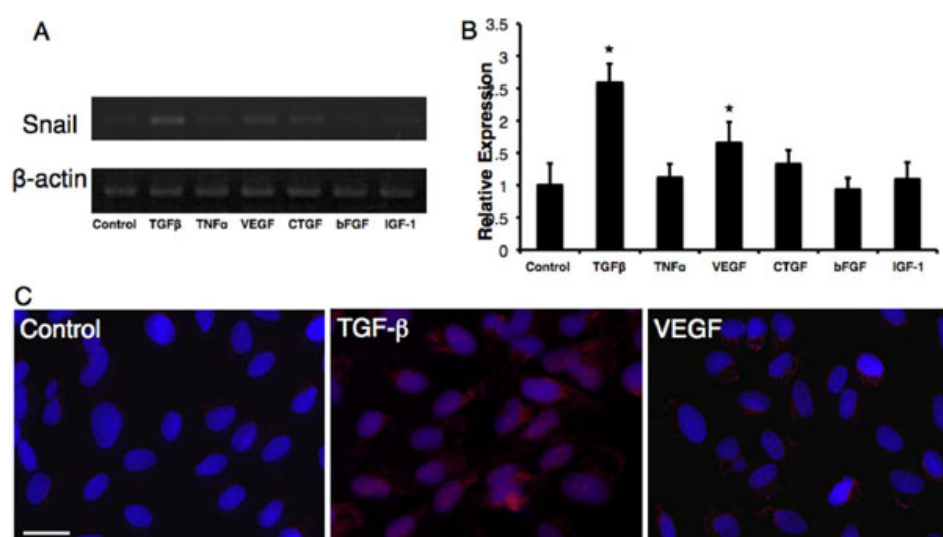 A
Snail
β-actin
Control TGFβ TNFα VEGF CTGF bFGF IGF-1
B
Relative Expression
3.5
3
2.5
2
1.5
1
0.5
0
Control TGFβ TNFα VEGF CTGF bFGF IGF-1
C
Control
TGF-β
VEGF